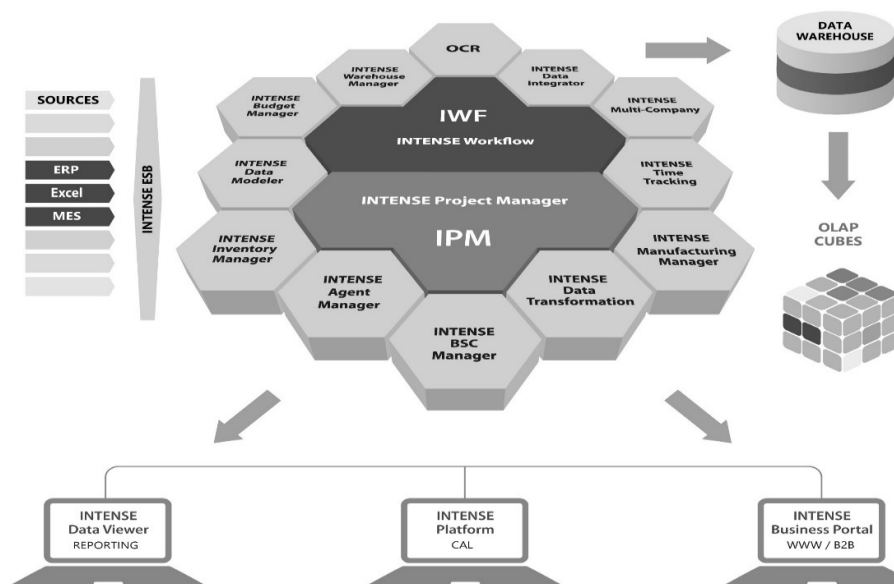 SOURCES
ERP
Excel
MES
INTENSE ESB
OCR
INTENSE
Warehouse
Manager
INTENSE
Data
Integrator
INTENSE
Budget
Manager
INTENSE
Multi-Company
IWF
INTENSE Workflow
INTENSE
Data
Modeler
INTENSE
Time
Tracking
INTENSE Project Manager
IPM
INTENSE
Inventory
Manager
INTENSE
Manufacturing
Manager
INTENSE
Agent
Manager
INTENSE
Data
Transformation
INTENSE
BSC
Manager
DATA
WAREHOUSE
OLAP
CUBES
INTENSE
Data Viewer
REPORTING
INTENSE
Platform
CAL
INTENSE
Business Portal
WWW / B2B